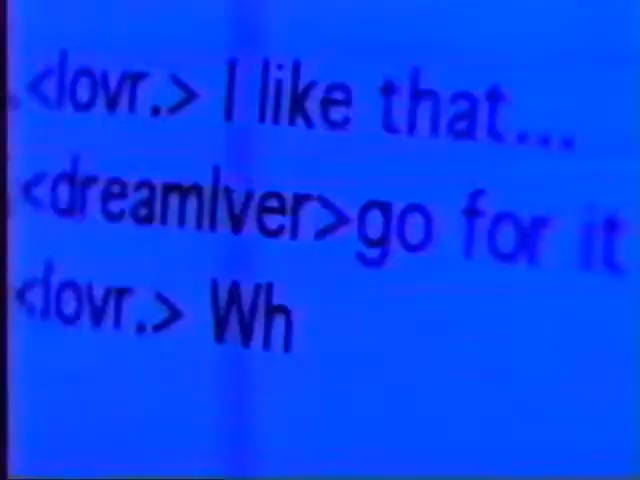 <lovr.> I like that...
<dreamlver>go for it
<lovr.> Wh